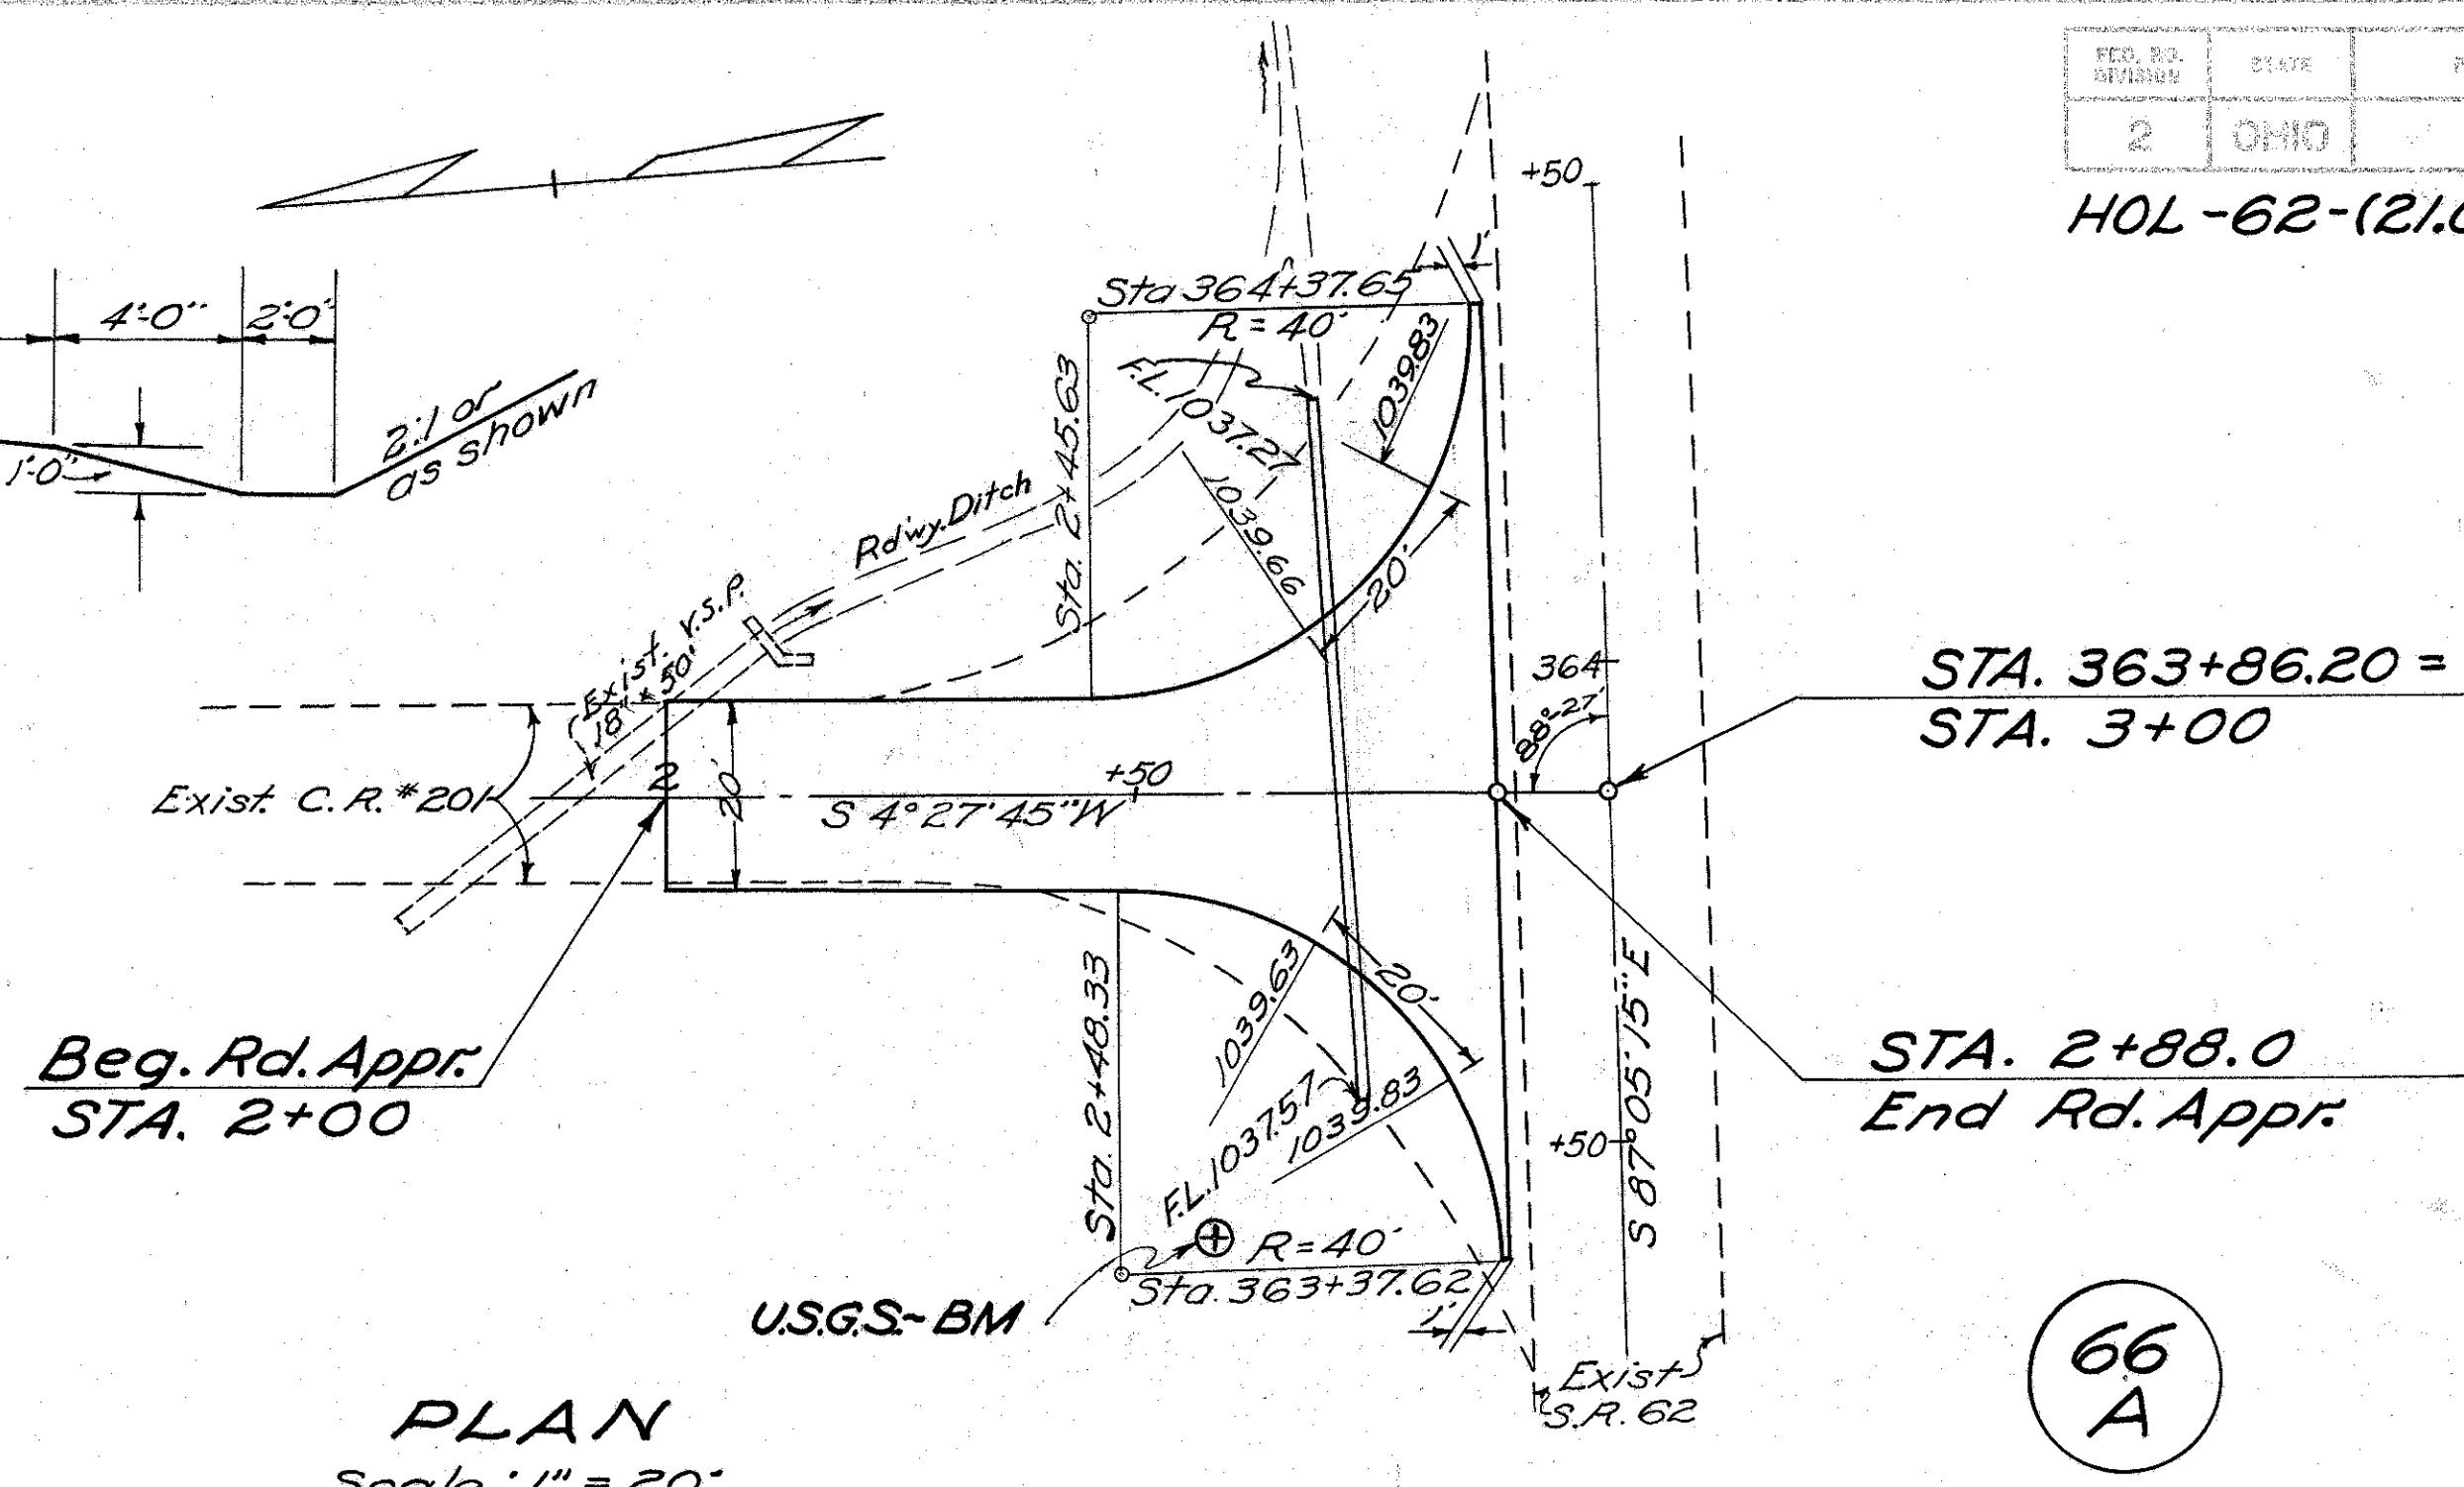 FED. RD.
DIVISION
STATE
2
OHIO
HOL-62-(21.0
+50
1'
Sta 364+37.65
R = 40'
4'-0"
2'-0"
1'-0"
2:1 or
as shown
F.L. 1037.27
1039.83
Sta. 2+45.63
1039.66
20'
Rdwy. Ditch
Exist. V.S.P.
18" x 50'
364
88°-27'
STA. 363+86.20 =
STA. 3+00
Exist. C.R. #201
2
20'
+50
S 4° 27' 45" W
Beg. Rd. Appr.
STA. 2+00
Sta. 2+48.33
1039.63
20'
F.L. 1037.57
1039.83
+50
S 87° 05' 15" E
STA. 2+88.0
End Rd. Appr.
R = 40'
Sta. 363+37.62
1'
U.S.G.S.~BM
Exist
S.R. 62
66
A
PLAN
Scale: 1" = 20'